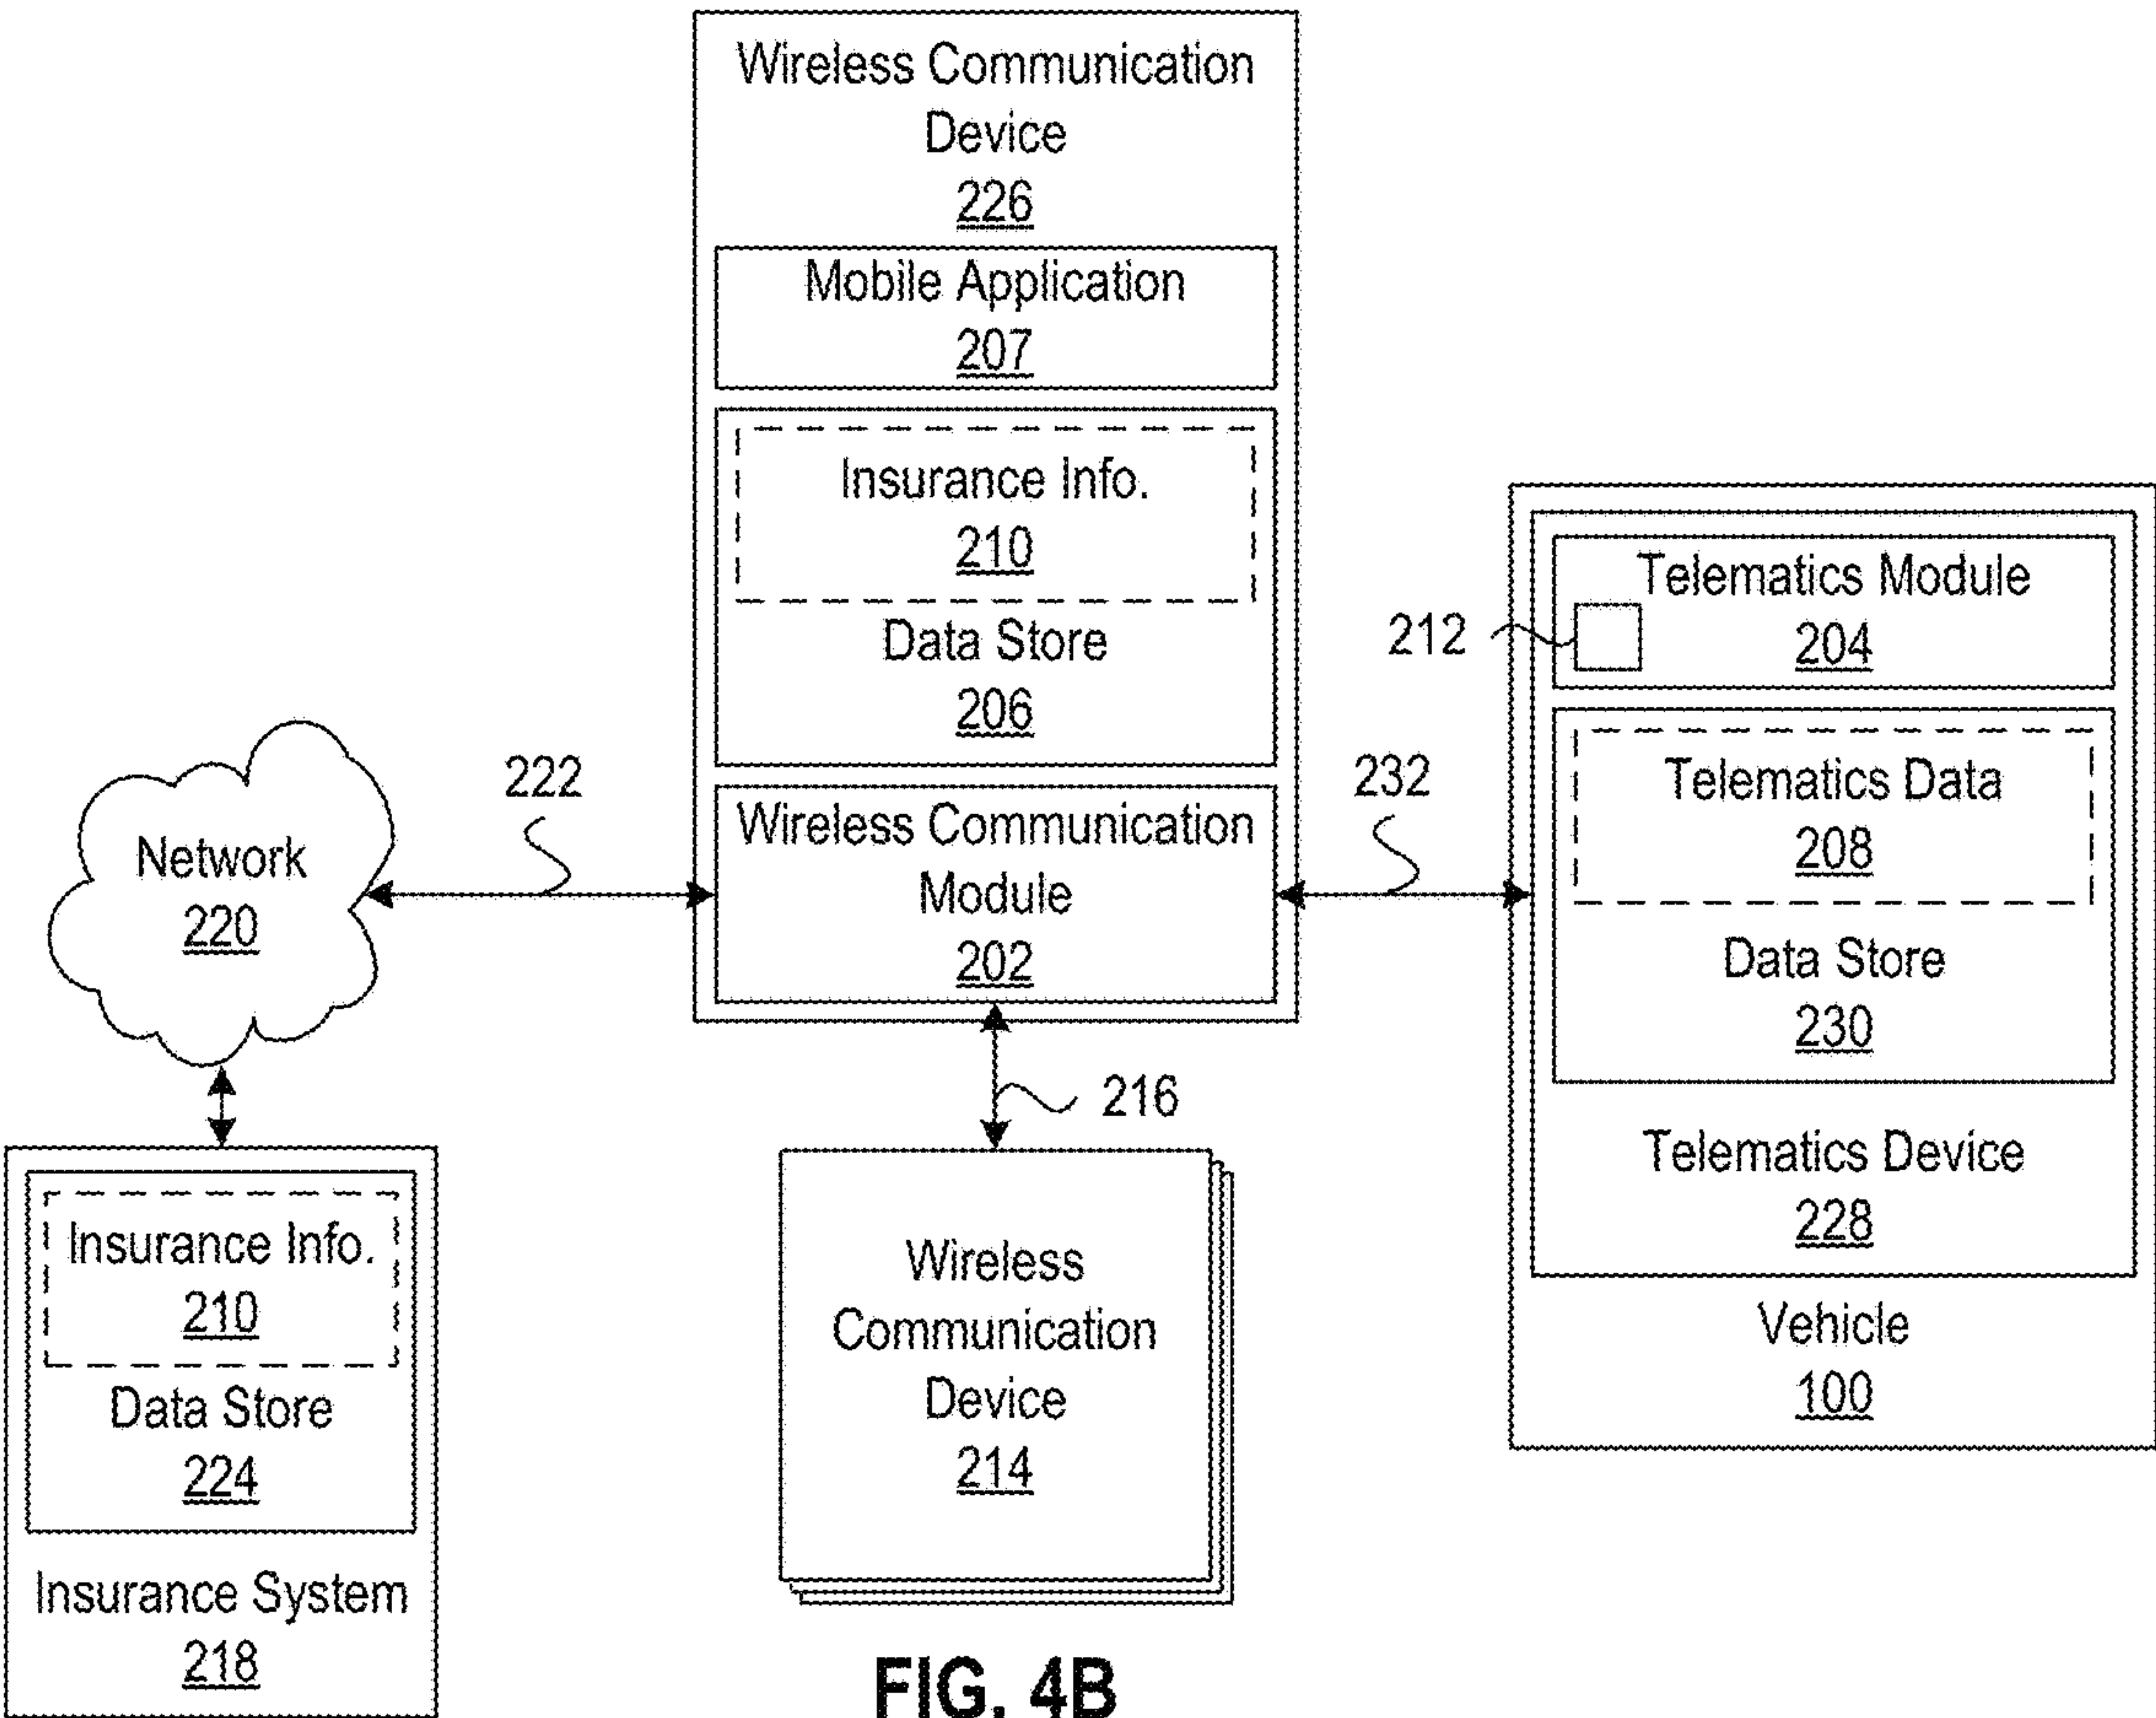 Wireless Communication
Device
226
Mobile Application
207
Insurance Info.
210
Data Store
206
Wireless Communication
Module
202
222
232
216
Network
220
Insurance Info.
210
Data Store
224
Insurance System
218
Wireless
Communication
Device
214
212
Telematics Module
204
Telematics Data
208
Data Store
230
Telematics Device
228
Vehicle
100
FIG. 4B